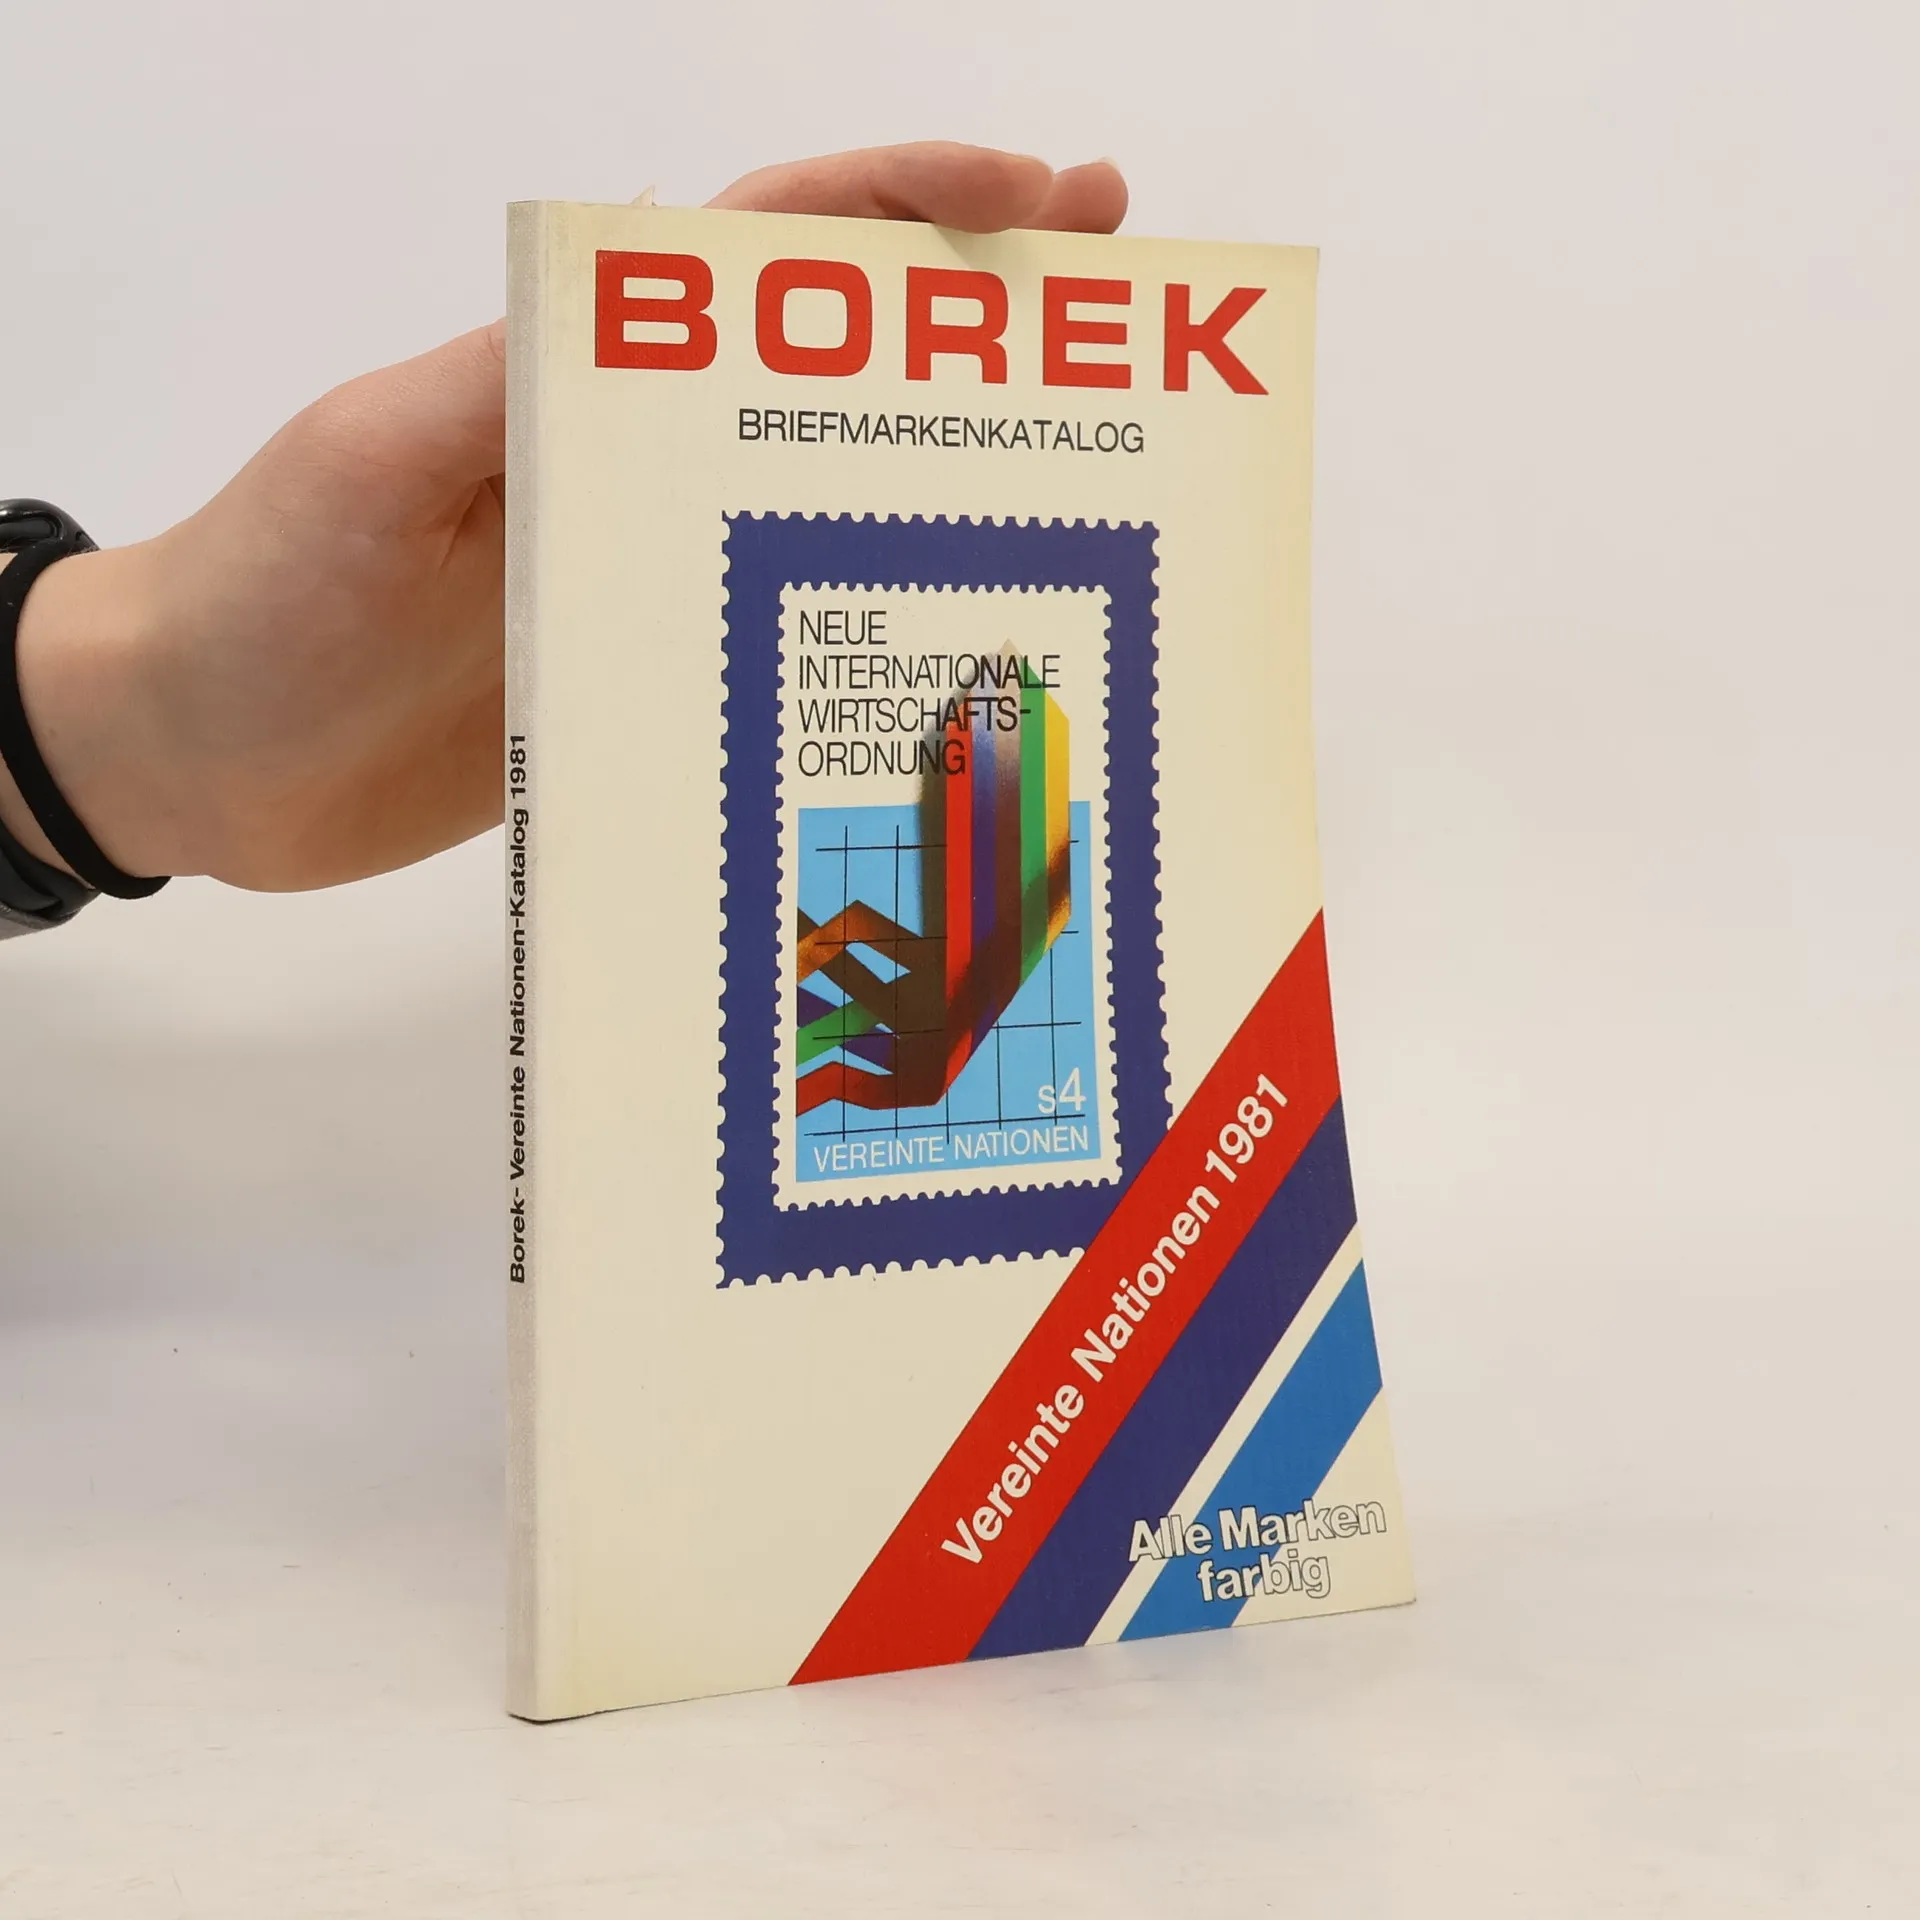 BOREK
BRIEFMARKENKATALOG
NEUE
INTERNATIONALE
WIRTSCHAFTS-
ORDNUNG
s4
VEREINTE NATIONEN
Vereinte Nationen 1981
Alle Marken
farbig
Borek-Vereinte Nationen-Katalog 1981